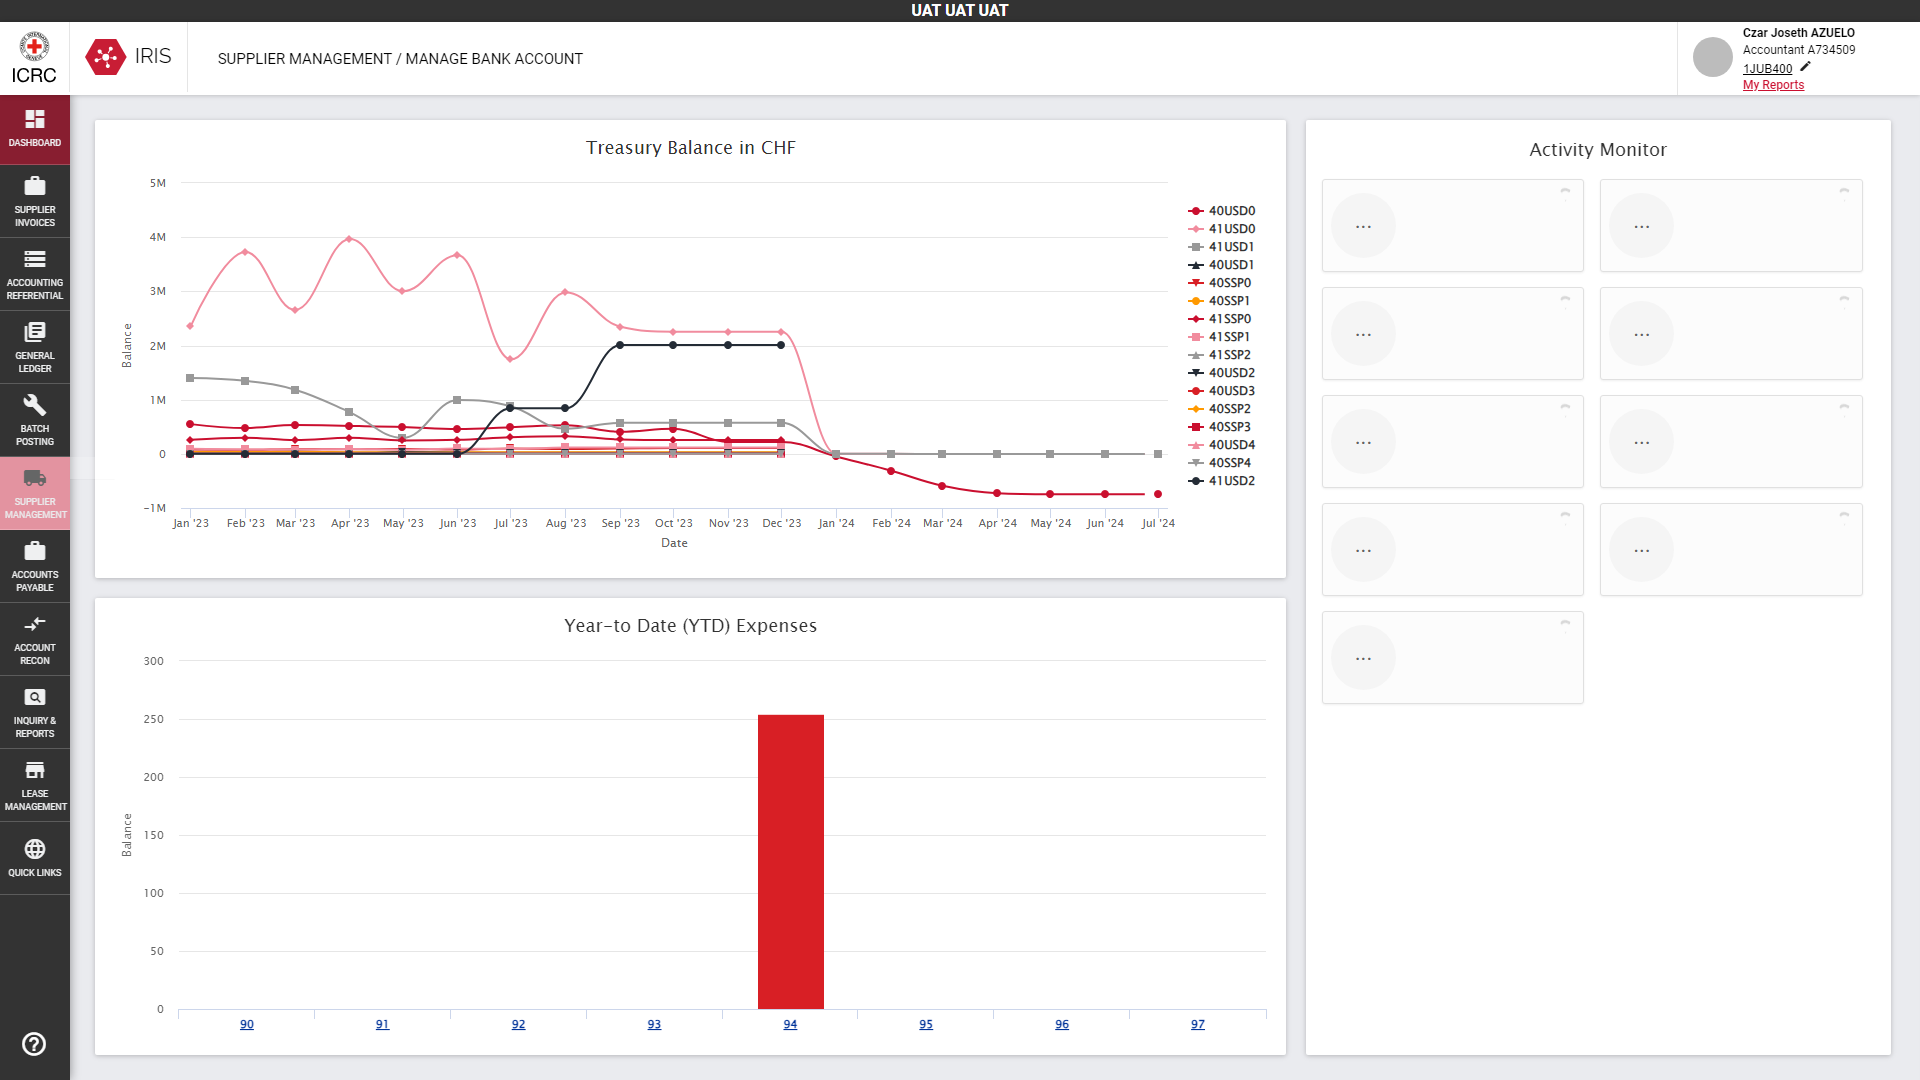 UAT UAT UAT
ICRC
IRIS
SUPPLIER MANAGEMENT / MANAGE BANK ACCOUNT
Czar Joseth AZUELO
Accountant A734509
1JUB400
My Reports
DASHBOARD
SUPPLIER
INVOICES
ACCOUNTING
REFERENTIAL
GENERAL
LEDGER
BATCH
POSTING
SUPPLIER
MANAGEMENT
ACCOUNTS
PAYABLE
ACCOUNT
RECON
INQUIRY &
REPORTS
LEASE
MANAGEMENT
QUICK LINKS
Treasury Balance in CHF
5M
4M
3M
2M
1M
0
-1M
Balance
Jan '23 Feb '23 Mar '23 Apr '23 May '23 Jun '23 Jul '23 Aug '23 Sep '23 Oct '23 Nov '23 Dec '23 Jan '24 Feb '24 Mar '24 Apr '24 May '24 Jun '24 Jul '24
Date
40USD0
41USD0
41USD1
40USD1
40SSP0
40SSP1
41SSP0
41SSP1
41SSP2
40USD2
40USD3
40SSP2
40SSP3
40USD4
40SSP4
41USD2
Year-to Date (YTD) Expenses
300
250
200
150
100
50
0
Balance
90 91 92 93 94 95 96 97
Activity Monitor
... ...
... ...
... ...
... ...
...